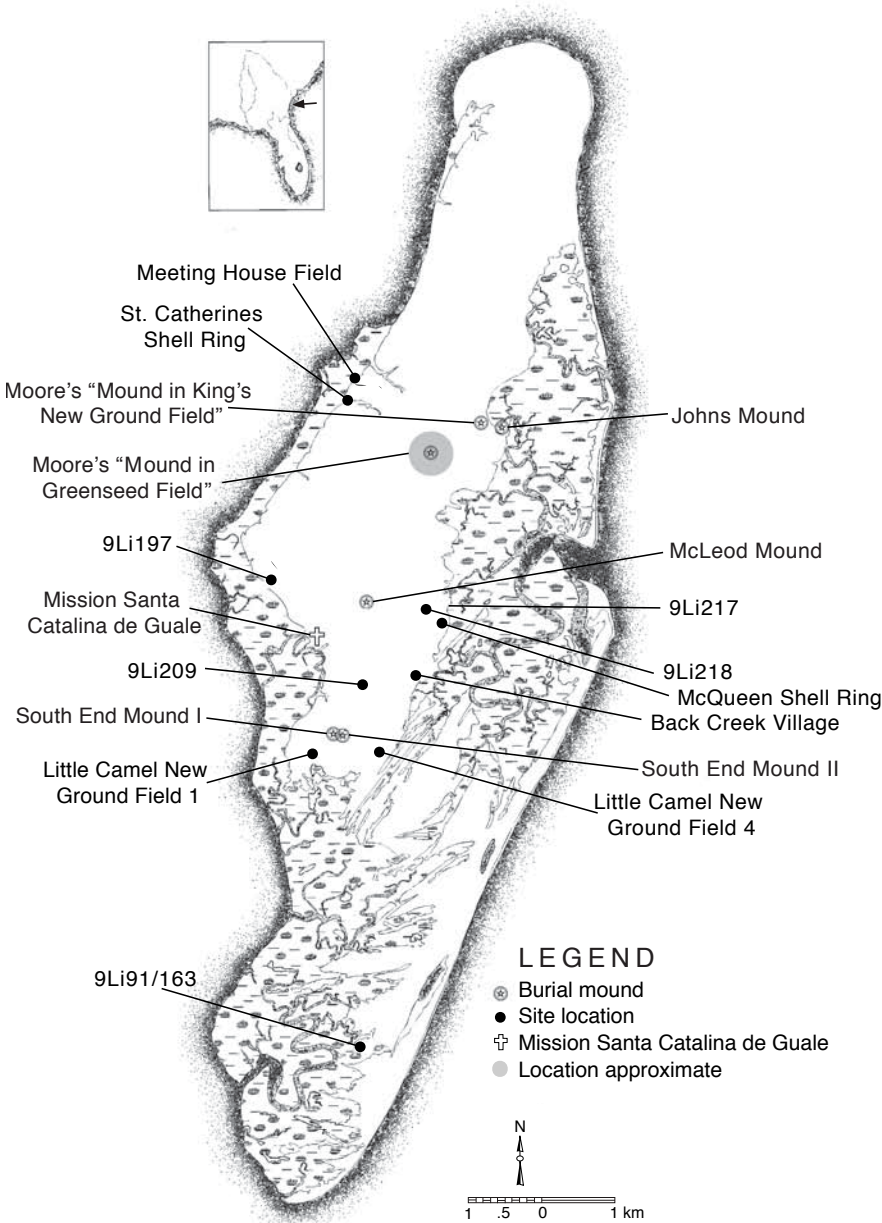 Meeting House Field
St. Catherines
Shell Ring
Moore's “Mound in King's
New Ground Field”
Johns Mound
Moore's “Mound in
Greenseed Field”
9Li197
McLeod Mound
Mission Santa
Catalina de Guale
9Li217
9Li209
9Li218
McQueen Shell Ring
South End Mound I
Back Creek Village
Little Camel New
Ground Field 1
South End Mound II
Little Camel New
Ground Field 4
9Li91/163
LEGEND
Burial mound
Site location
Mission Santa Catalina de Guale
Location approximate
N
1 .5 0 1 km